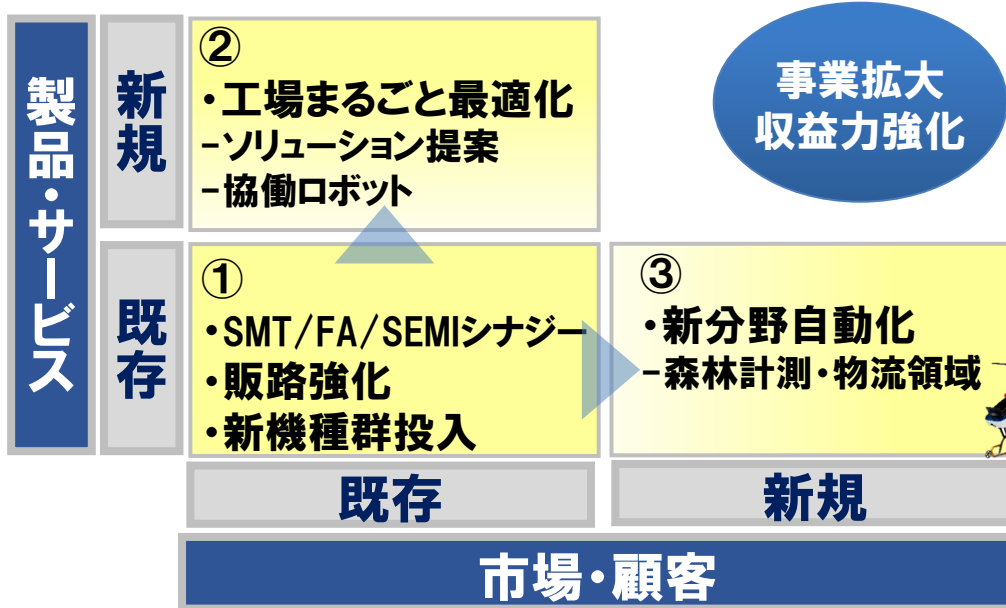 製品・サービス
新規
②
・工場まるごと最適化
-ソリューション提案
-協働ロボット
事業拡大
収益力強化
既存
①
・SMT/FA/SEMIシナジー
・販路強化
・新機種群投入
③
・新分野自動化
-森林計測・物流領域
既存
新規
市場・顧客